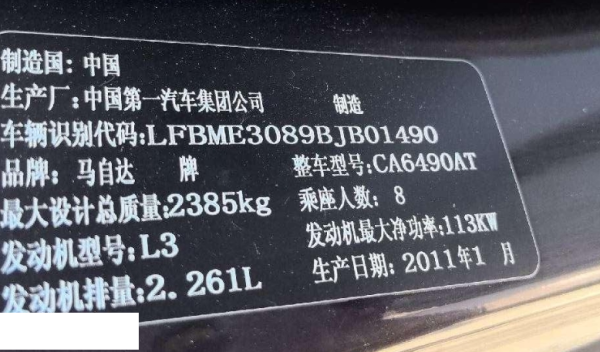 制造国: 中国
生产厂: 中国第一汽车集团公司 制造
车辆识别代码:LFBME3089BJB01490
品牌: 马自达 牌 整车型号:CA6490AT
最大设计总质量:2385kg 乘座人数: 8
发动机型号:L3 发动机最大净功率:113KW
发动机排量:2. 261L 生产日期: 2011年1 月